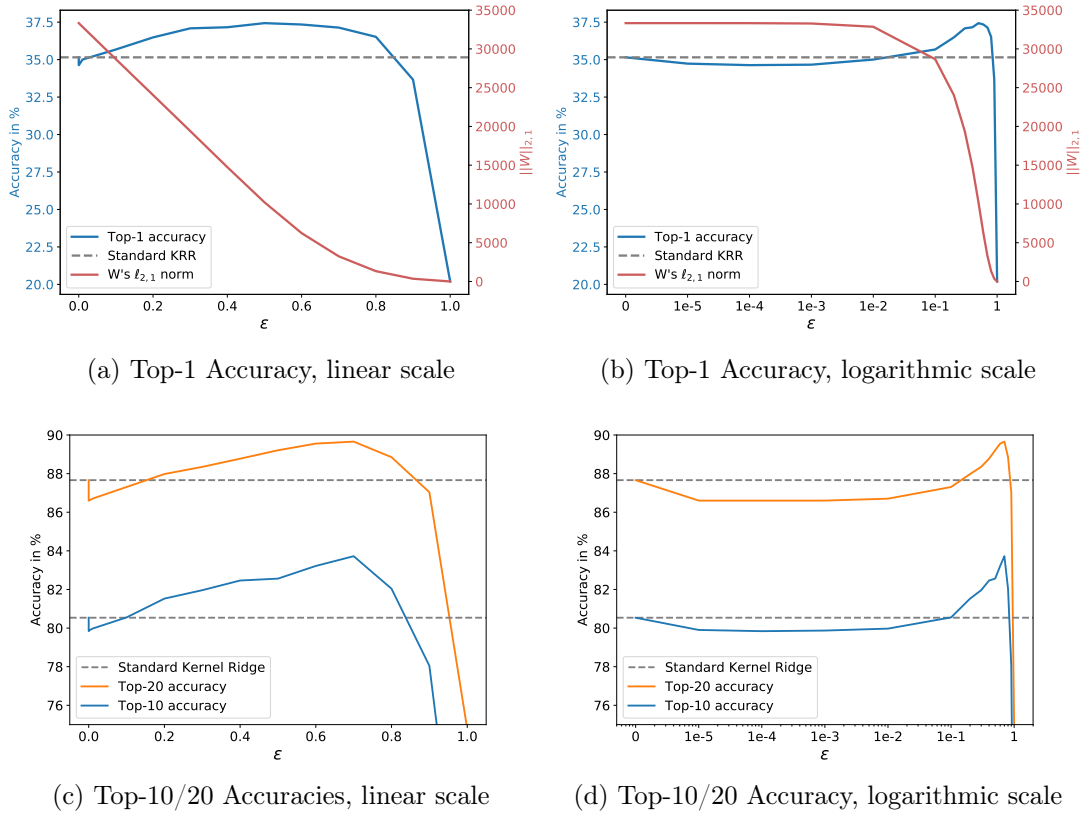 37.5
35.0
32.5
30.0
27.5
25.0
22.5
20.0
Accuracy in %
35000
30000
25000
20000
15000
10000
5000
0
||W||2,1
Top-1 accuracy
Standard KRR
W's ℓ2,1 norm
0.0 0.2 0.4 0.6 0.8 1.0
ε
(a) Top-1 Accuracy, linear scale
37.5
35.0
32.5
30.0
27.5
25.0
22.5
20.0
Accuracy in %
35000
30000
25000
20000
15000
10000
5000
0
||W||2,1
Top-1 accuracy
Standard KRR
W's ℓ2,1 norm
0 1e-5 1e-4 1e-3 1e-2 1e-1 1
ε
(b) Top-1 Accuracy, logarithmic scale
90
88
86
84
82
80
78
76
Accuracy in %
Standard Kernel Ridge
Top-20 accuracy
Top-10 accuracy
0.0 0.2 0.4 0.6 0.8 1.0
ε
(c) Top-10/20 Accuracies, linear scale
90
88
86
84
82
80
78
76
Accuracy in %
Standard Kernel Ridge
Top-20 accuracy
Top-10 accuracy
0 1e-5 1e-4 1e-3 1e-2 1e-1 1
ε
(d) Top-10/20 Accuracy, logarithmic scale